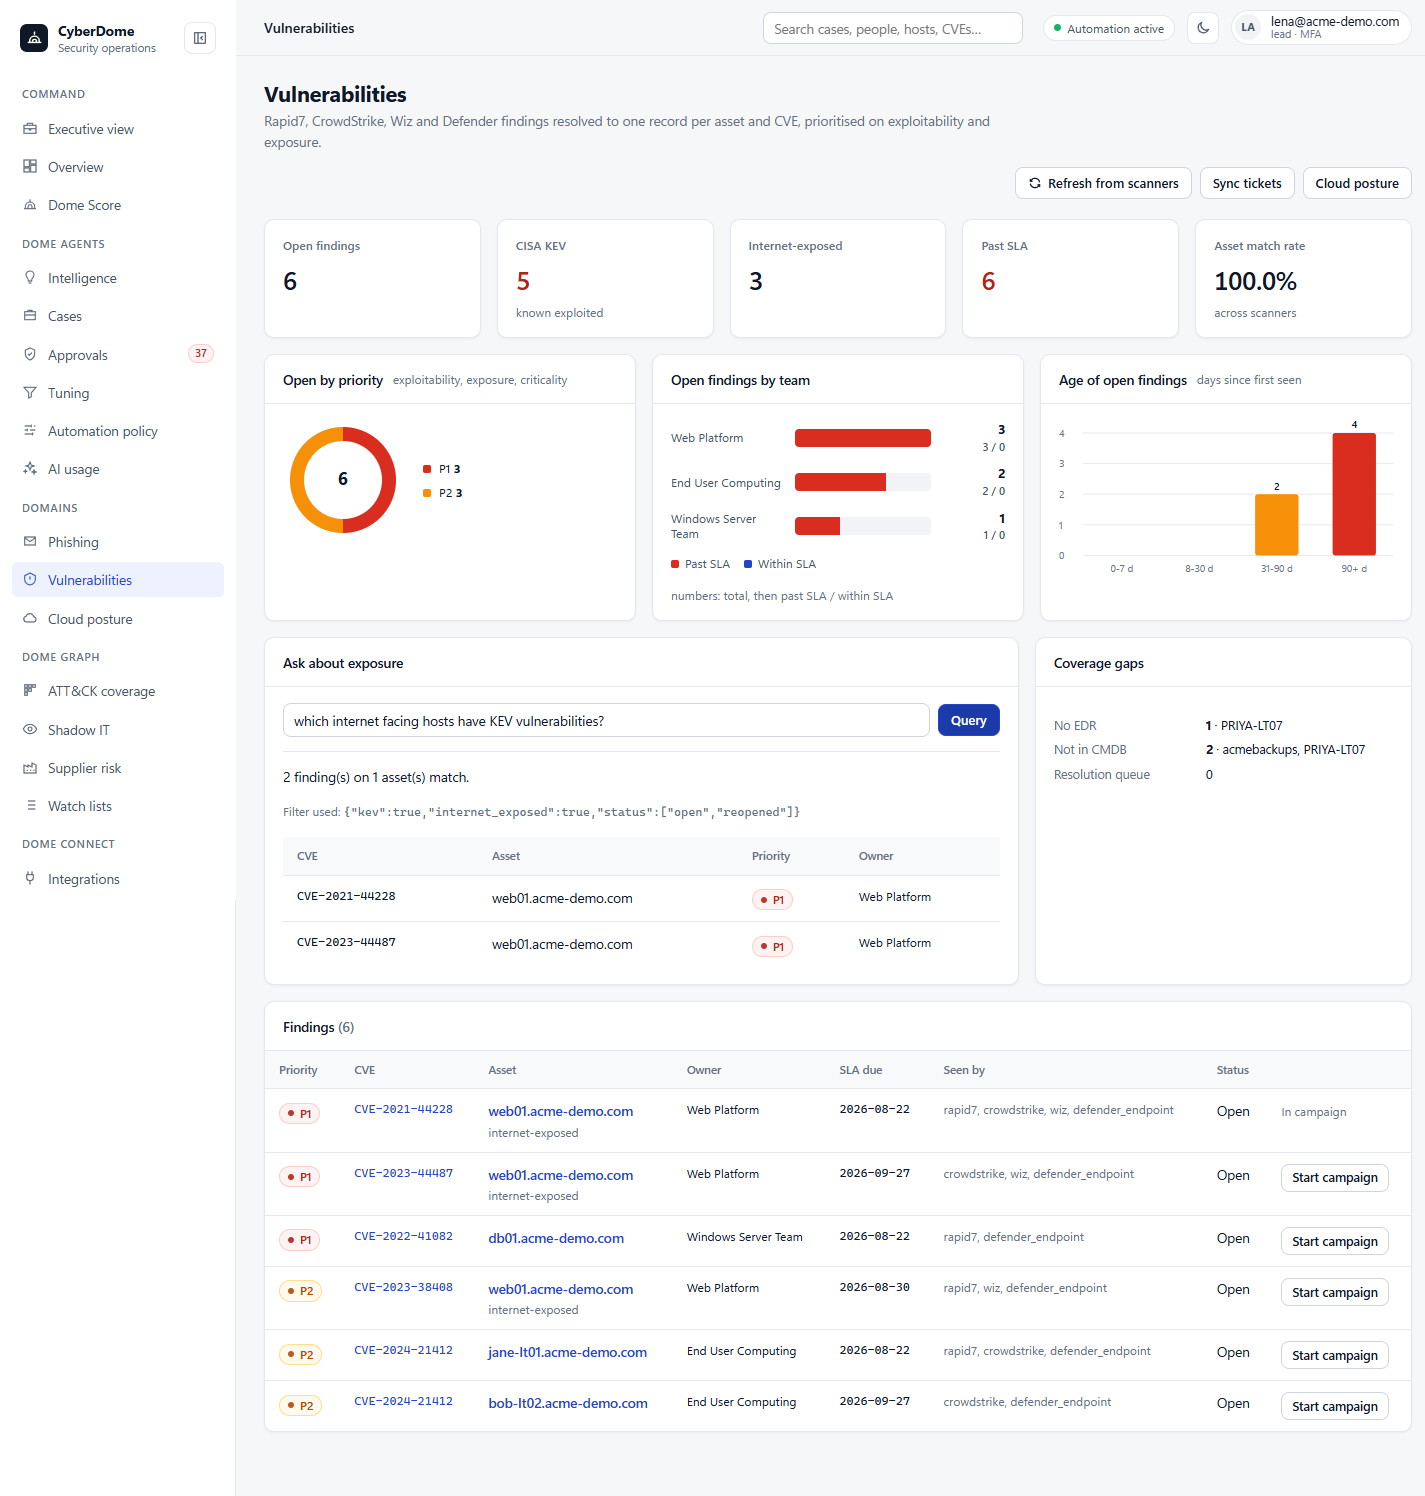 CyberDome
Security operations
COMMAND
Executive view
Overview
Dome Score
DOME AGENTS
Intelligence
Cases
Approvals 37
Tuning
Automation policy
AI usage
DOMAINS
Phishing
Vulnerabilities
Cloud posture
DOME GRAPH
ATT&CK coverage
Shadow IT
Supplier risk
Watch lists
DOME CONNECT
Integrations
Vulnerabilities
Search cases, people, hosts, CVEs...
Automation active
LA
lena@acme-demo.com
lead · MFA
Vulnerabilities
Rapid7, CrowdStrike, Wiz and Defender findings resolved to one record per asset and CVE, prioritised on exploitability and
exposure.
Refresh from scanners
Sync tickets
Cloud posture
Open findings
6
CISA KEV
5
known exploited
Internet-exposed
3
Past SLA
6
Asset match rate
100.0%
across scanners
Open by priority exploitability, exposure, criticality
6
P1 3
P2 3
Open findings by team
Web Platform
3
3 / 0
End User Computing
2
2 / 0
Windows Server
Team
1
1 / 0
Past SLA Within SLA
numbers: total, then past SLA / within SLA
Age of open findings days since first seen
4
3
2
1
0
2
4
0-7 d 8-30 d 31-90 d 90+ d
Ask about exposure
which internet facing hosts have KEV vulnerabilities?
Query
2 finding(s) on 1 asset(s) match.
Filter used: {"kev":true,"internet_exposed":true,"status":["open","reopened"]}
CVE Asset Priority Owner
CVE-2021-44228 web01.acme-demo.com P1 Web Platform
CVE-2023-44487 web01.acme-demo.com P1 Web Platform
Coverage gaps
No EDR 1 · PRIYA-LT07
Not in CMDB 2 · acmebackups, PRIYA-LT07
Resolution queue 0
Findings (6)
Priority CVE Asset Owner SLA due Seen by Status
P1 CVE-2021-44228 web01.acme-demo.com Web Platform 2026-08-22 rapid7, crowdstrike, wiz, defender_endpoint Open In campaign
internet-exposed
P1 CVE-2023-44487 web01.acme-demo.com Web Platform 2026-09-27 crowdstrike, wiz, defender_endpoint Open Start campaign
internet-exposed
P1 CVE-2022-41082 db01.acme-demo.com Windows Server Team 2026-08-22 rapid7, defender_endpoint Open Start campaign
P2 CVE-2023-38408 web01.acme-demo.com Web Platform 2026-08-30 rapid7, wiz, defender_endpoint Open Start campaign
internet-exposed
P2 CVE-2024-21412 jane-lt01.acme-demo.com End User Computing 2026-08-22 rapid7, crowdstrike, defender_endpoint Open Start campaign
P2 CVE-2024-21412 bob-lt02.acme-demo.com End User Computing 2026-09-27 crowdstrike, defender_endpoint Open Start campaign